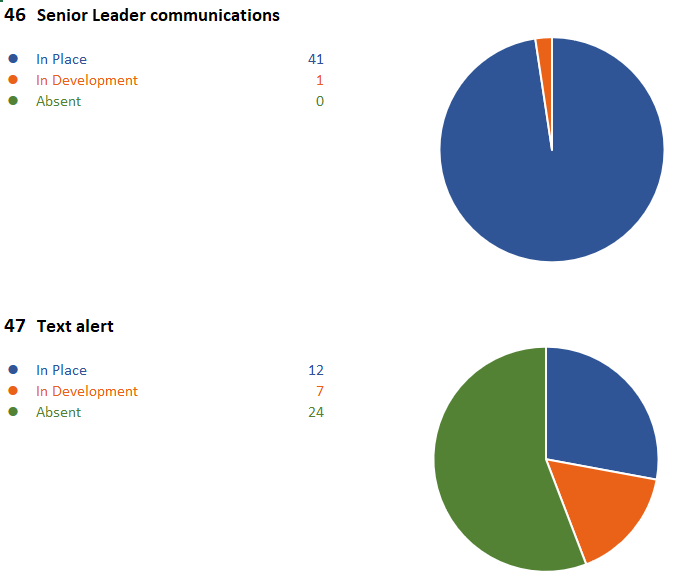 46 Senior Leader communications
In Place 41
In Development 1
Absent 0
47 Text alert
In Place 12
In Development 7
Absent 24